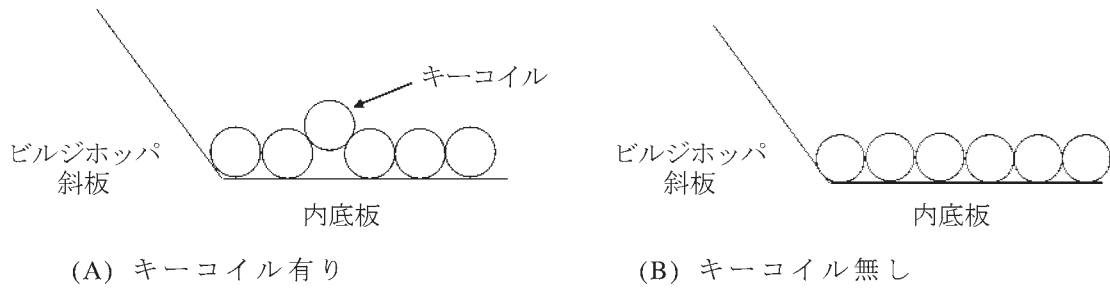 キーコイル
ビルジホッパ
斜板
内底板
(A) キーコイル有り
ビルジホッパ
斜板
内底板
(B) キーコイル無し